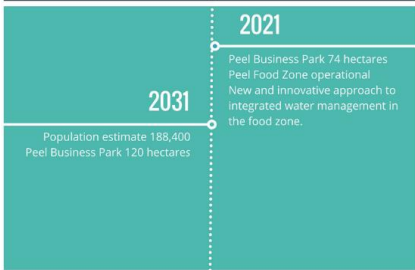 2021
Peel Business Park 74 hectares
Peel Food Zone operational
New and innovative approach to
integrated water management in
the food zone.
2031
Population estimate 188,400
Peel Business Park 120 hectares